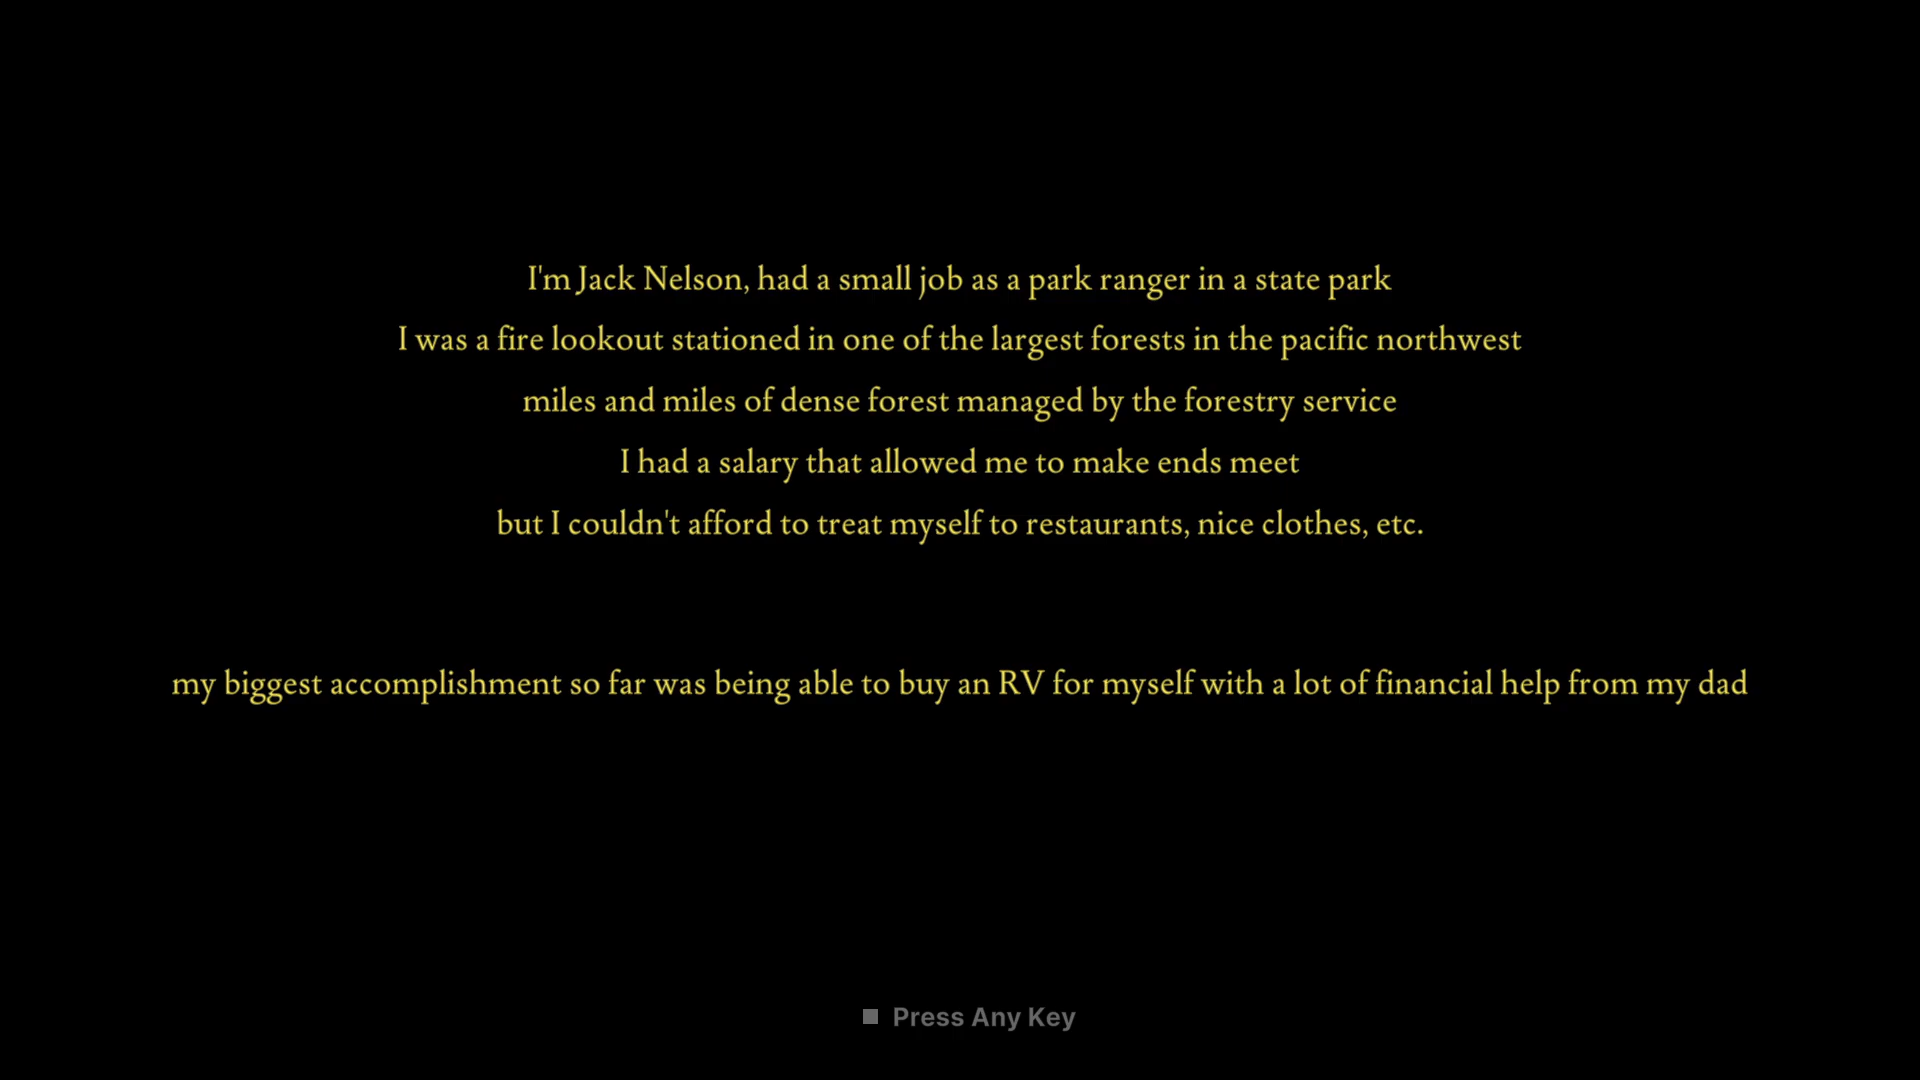 I'm Jack Nelson, had a small job as a park ranger in a state park
I was a fire lookout stationed in one of the largest forests in the pacific northwest
miles and miles of dense forest managed by the forestry service
I had a salary that allowed me to make ends meet
but I couldn't afford to treat myself to restaurants, nice clothes, etc.
my biggest accomplishment so far was being able to buy an RV for myself with a lot of financial help from my dad
Press Any Key